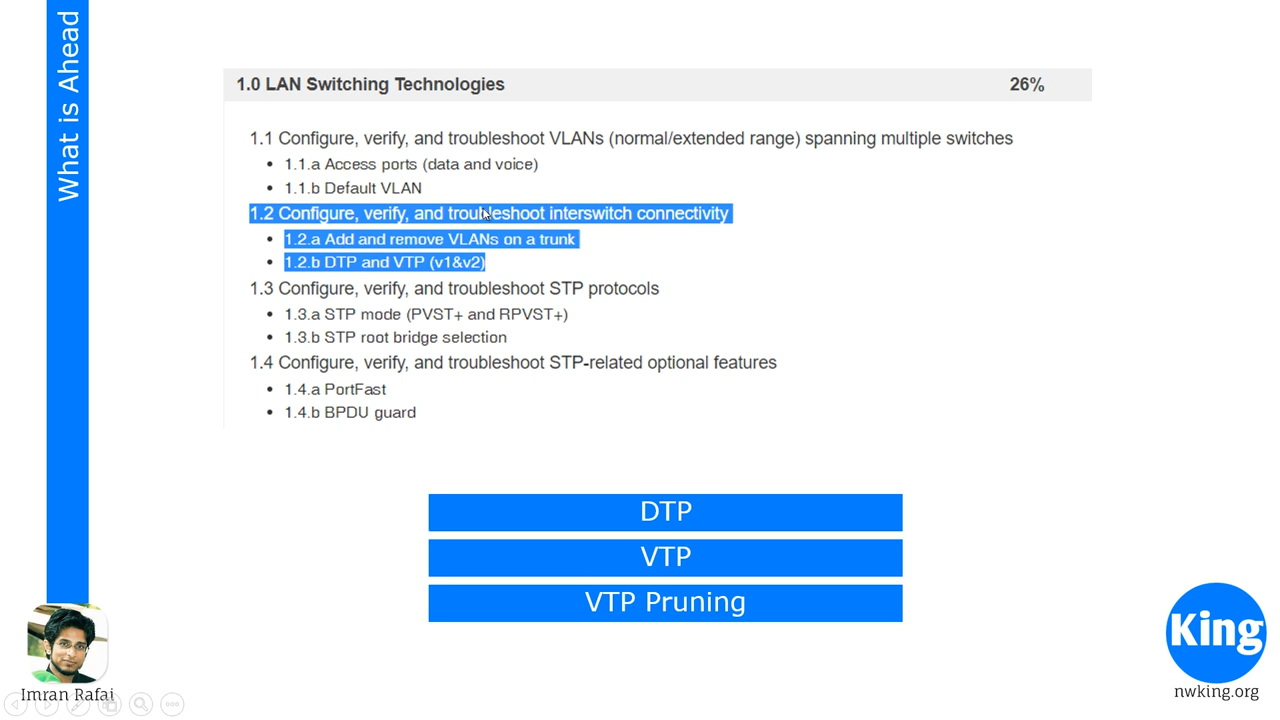 What is Ahead
1.0 LAN Switching Technologies 26%
1.1 Configure, verify, and troubleshoot VLANs (normal/extended range) spanning multiple switches
• 1.1.a Access ports (data and voice)
• 1.1.b Default VLAN
1.2 Configure, verify, and troubleshoot interswitch connectivity
• 1.2.a Add and remove VLANs on a trunk
• 1.2.b DTP and VTP (v1&v2)
1.3 Configure, verify, and troubleshoot STP protocols
• 1.3.a STP mode (PVST+ and RPVST+)
• 1.3.b STP root bridge selection
1.4 Configure, verify, and troubleshoot STP-related optional features
• 1.4.a PortFast
• 1.4.b BPDU guard
DTP
VTP
VTP Pruning
Imran Rafai
King
nwking.org